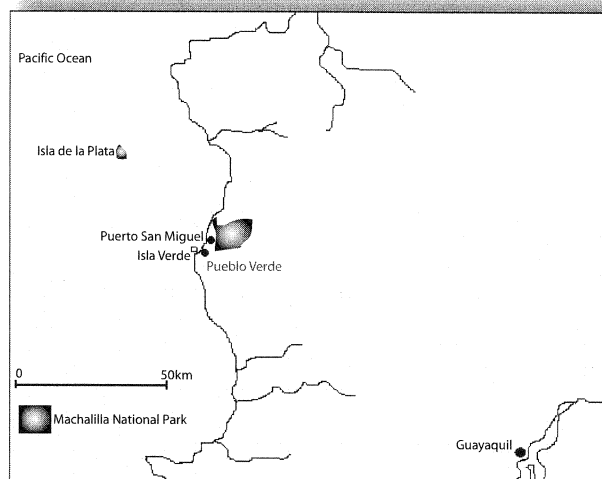 Pacific Ocean
Isla de la Plata
Puerto San Miguel
Isla Verde
Pueblo Verde
0 50km
Machalilla National Park
Guayaquil